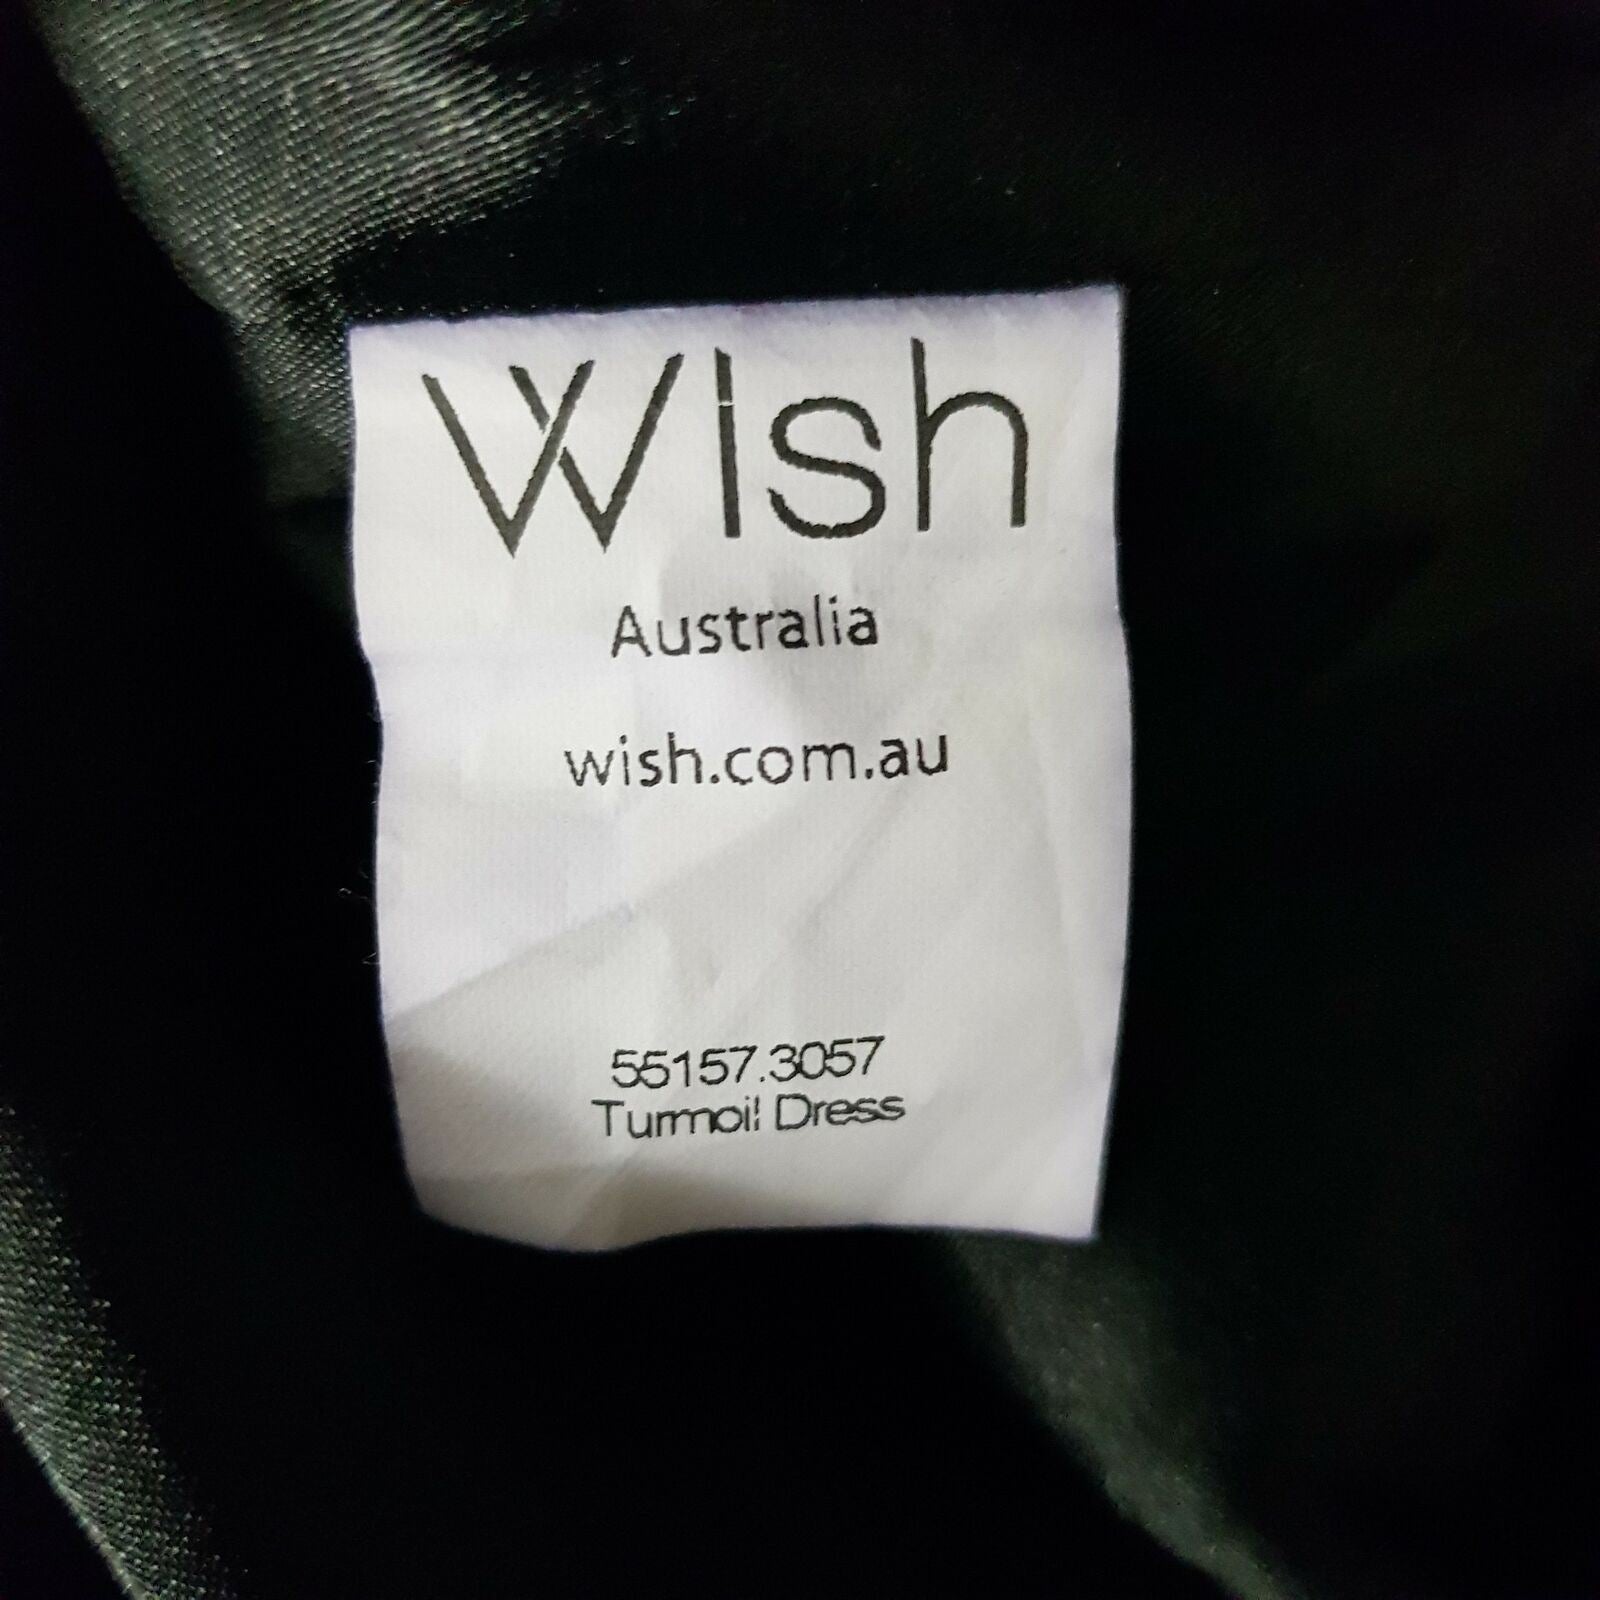 Wish
Australia
wish.com.au
55157.3057
Turmoil Dress